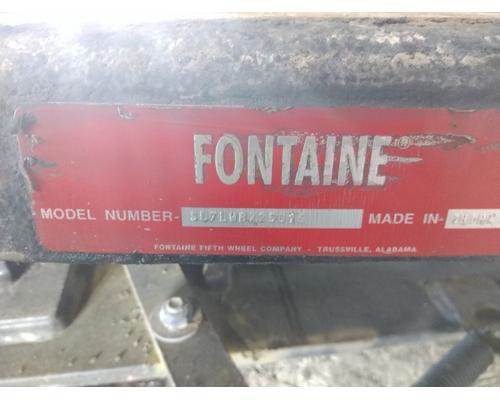 FONTAINE®
MODEL NUMBER-
MADE IN-
FONTAINE FIFTH WHEEL COMPANY - TRUSSVILLE, ALABAMA